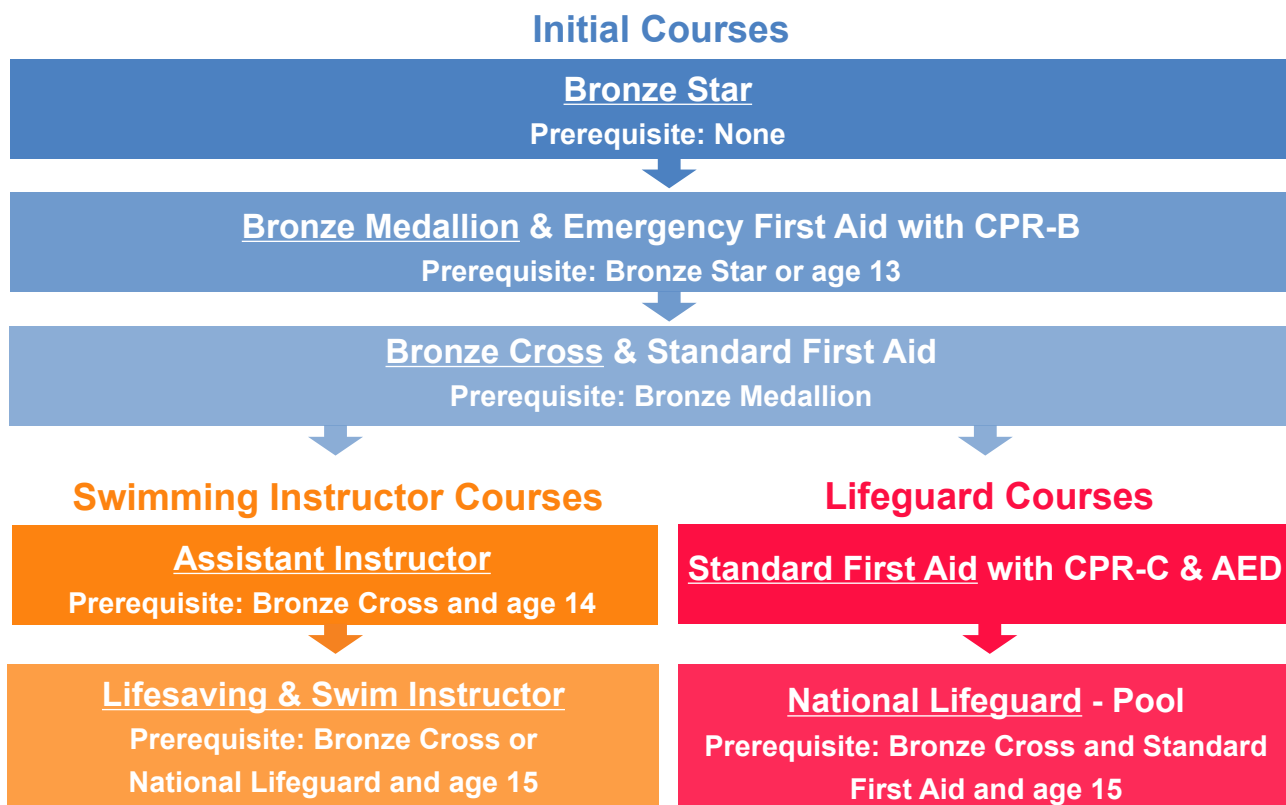 Initial Courses
Bronze Star
Prerequisite: None
Bronze Medallion & Emergency First Aid with CPR-B
Prerequisite: Bronze Star or age 13
Bronze Cross & Standard First Aid
Prerequisite: Bronze Medallion
Swimming Instructor Courses
Assistant Instructor
Prerequisite: Bronze Cross and age 14
Lifesaving & Swim Instructor
Prerequisite: Bronze Cross or
National Lifeguard and age 15
Lifeguard Courses
Standard First Aid with CPR-C & AED
National Lifeguard - Pool
Prerequisite: Bronze Cross and Standard
First Aid and age 15